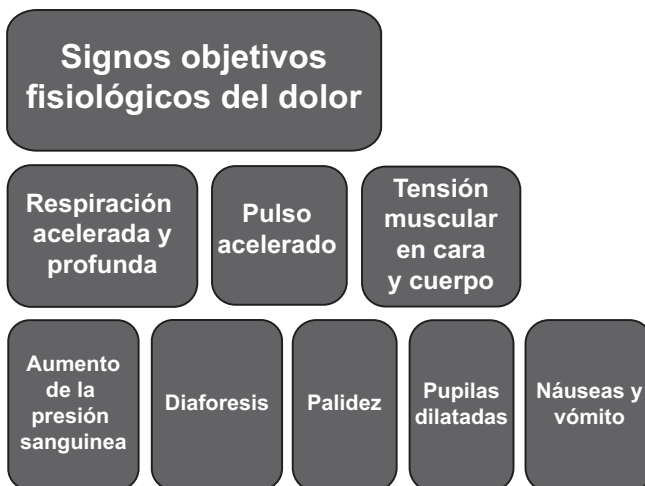 Signos objetivos
fisiológicos del dolor
Respiración
acelerada y
profunda
Pulso
acelerado
Tensión
muscular
en cara
y cuerpo
Aumento
de la
presión
sanguinea
Diaforesis
Palidez
Pupilas
dilatadas
Náuseas y
vómito